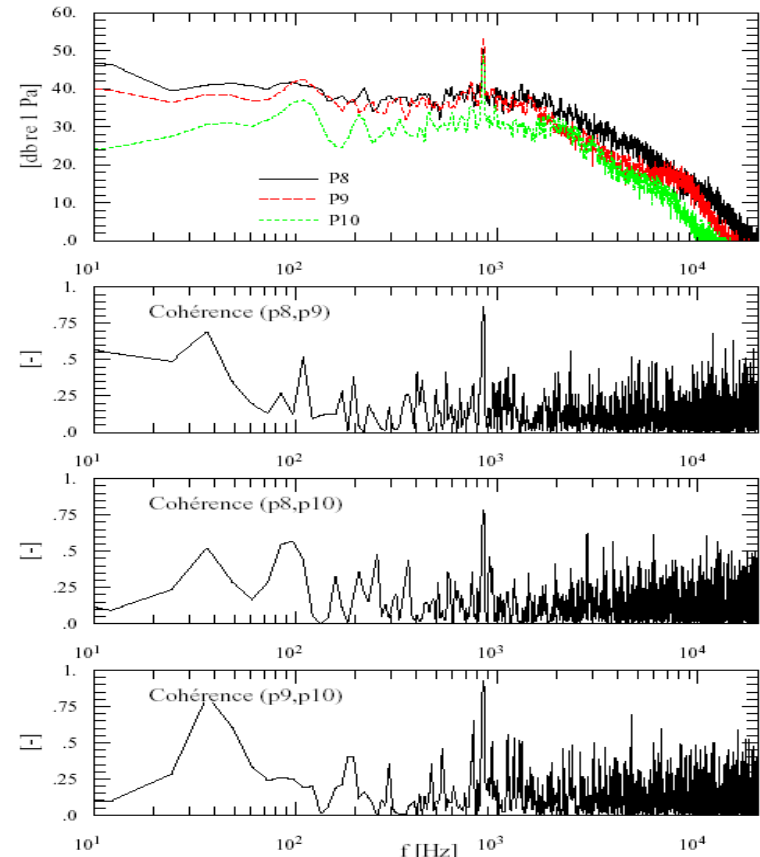 60.
50.
40.
30.
20.
10.
.0
[db re 1 Pa]
P8
P9
P10
10¹ 10² 10³ 10⁴
1.
.75
.5
.25
.0
[-]
Cohérence (p8,p9)
10¹ 10² 10³ 10⁴
1.
.75
.5
.25
.0
[-]
Cohérence (p8,p10)
10¹ 10² 10³ 10⁴
1.
.75
.5
.25
.0
[-]
Cohérence (p9,p10)
10¹ 10² 10³ 10⁴
f [Hz]